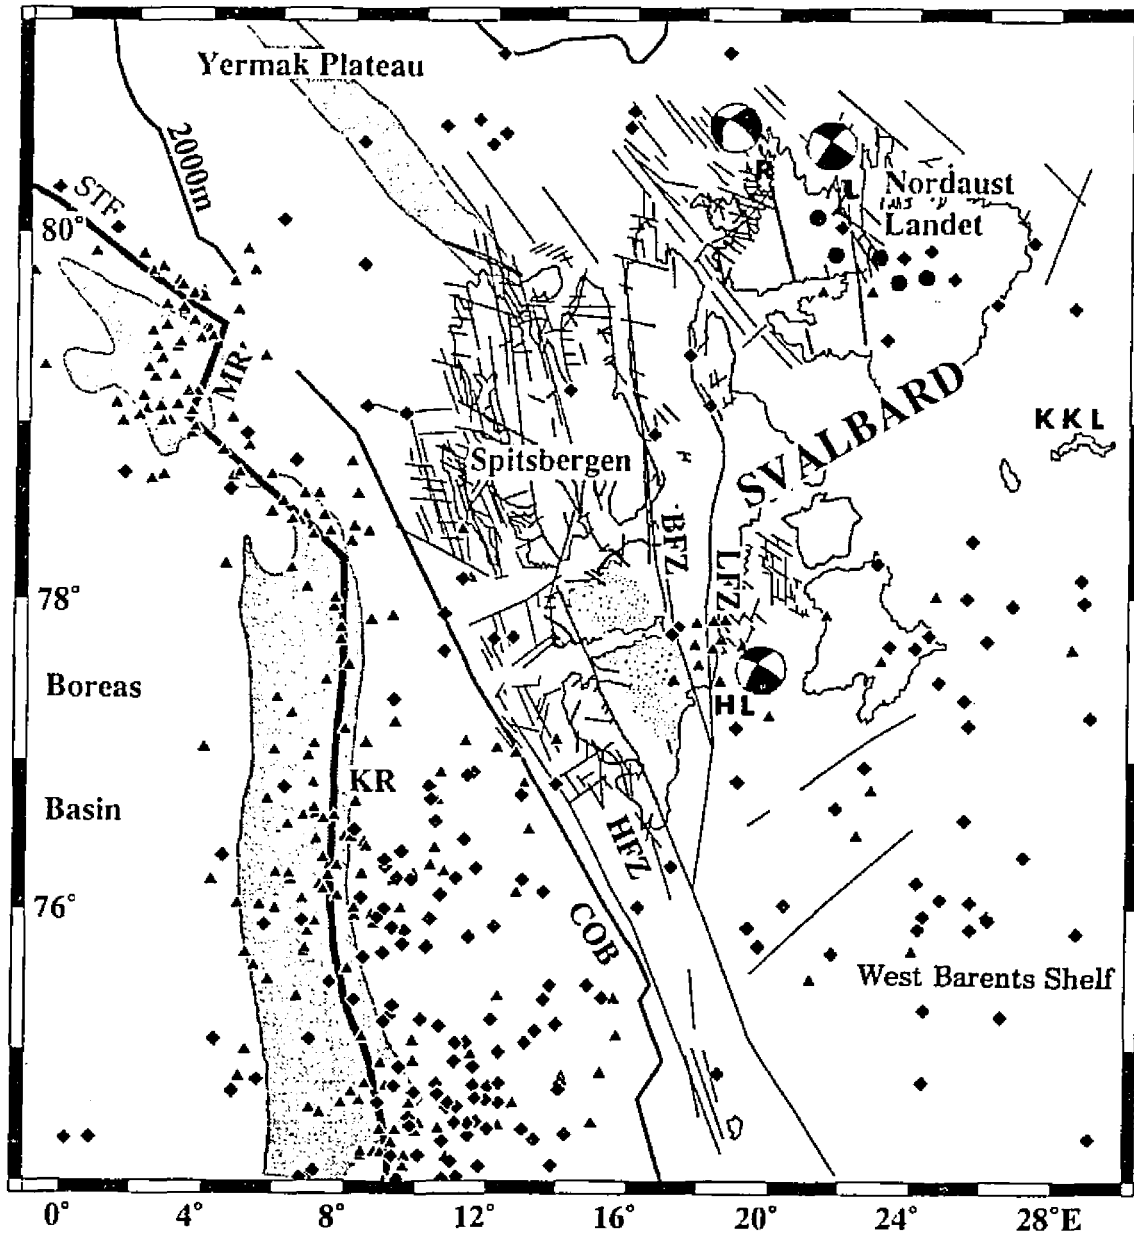 Yermak Plateau
2000m
STF
R
L
Nordaust
Landet
80°
MR
SVALBARD
KKL
Spitsbergen
BFZ
LFZ
78°
Boreas
HL
KR
Basin
HFZ
76°
COB
West Barents Shelf
0° 4° 8° 12° 16° 20° 24° 28°E